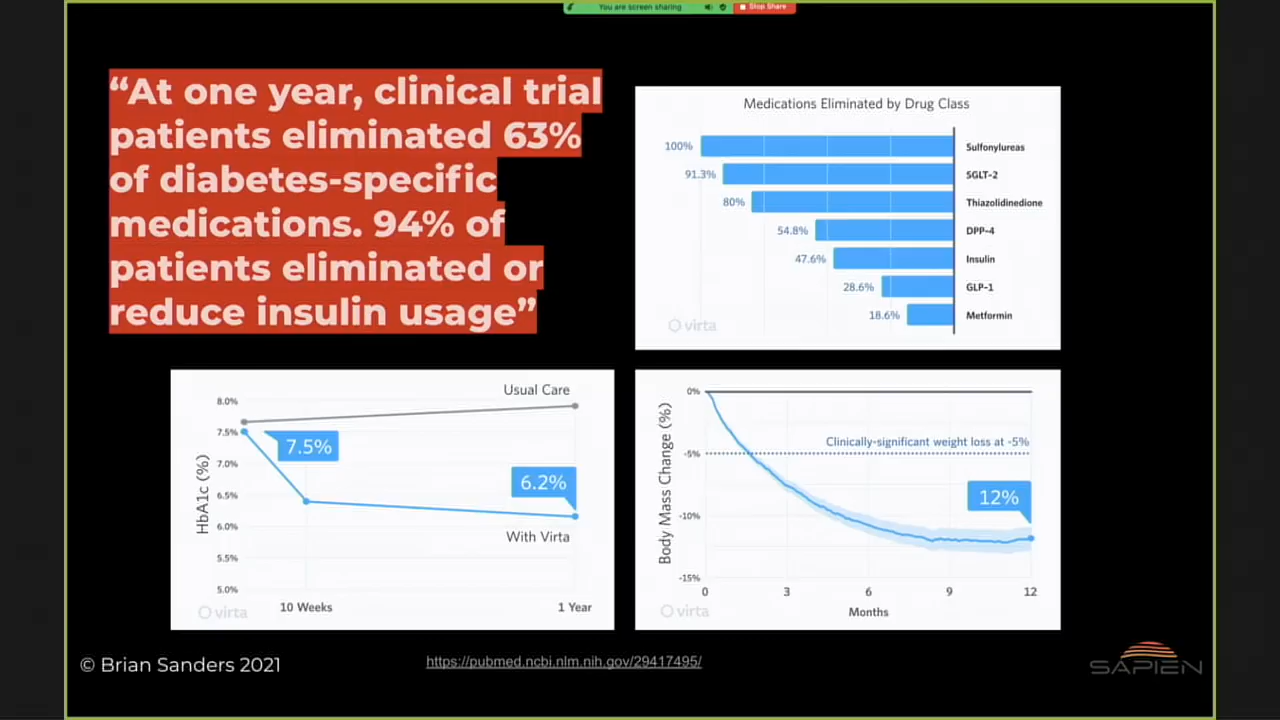 You are screen sharing
Stop Share
“At one year, clinical trial
patients eliminated 63%
of diabetes-specific
medications. 94% of
patients eliminated or
reduce insulin usage”
Medications Eliminated by Drug Class
100% Sulfonylureas
91.3% SGLT-2
80% Thiazolidinedione
54.8% DPP-4
47.6% Insulin
28.6% GLP-1
18.6% Metformin
virta
Usual Care
8.0%
7.5%
7.5%
7.0%
6.5%
6.2%
6.0%
With Virta
5.5%
5.0%
HbA1c (%)
virta
10 Weeks 1 Year
0%
Clinically-significant weight loss at -5%
-5%
12%
-10%
-15%
Body Mass Change (%)
0 3 6 9 12
virta
Months
© Brian Sanders 2021
https://pubmed.ncbi.nlm.nih.gov/29417495/
SAPIEN